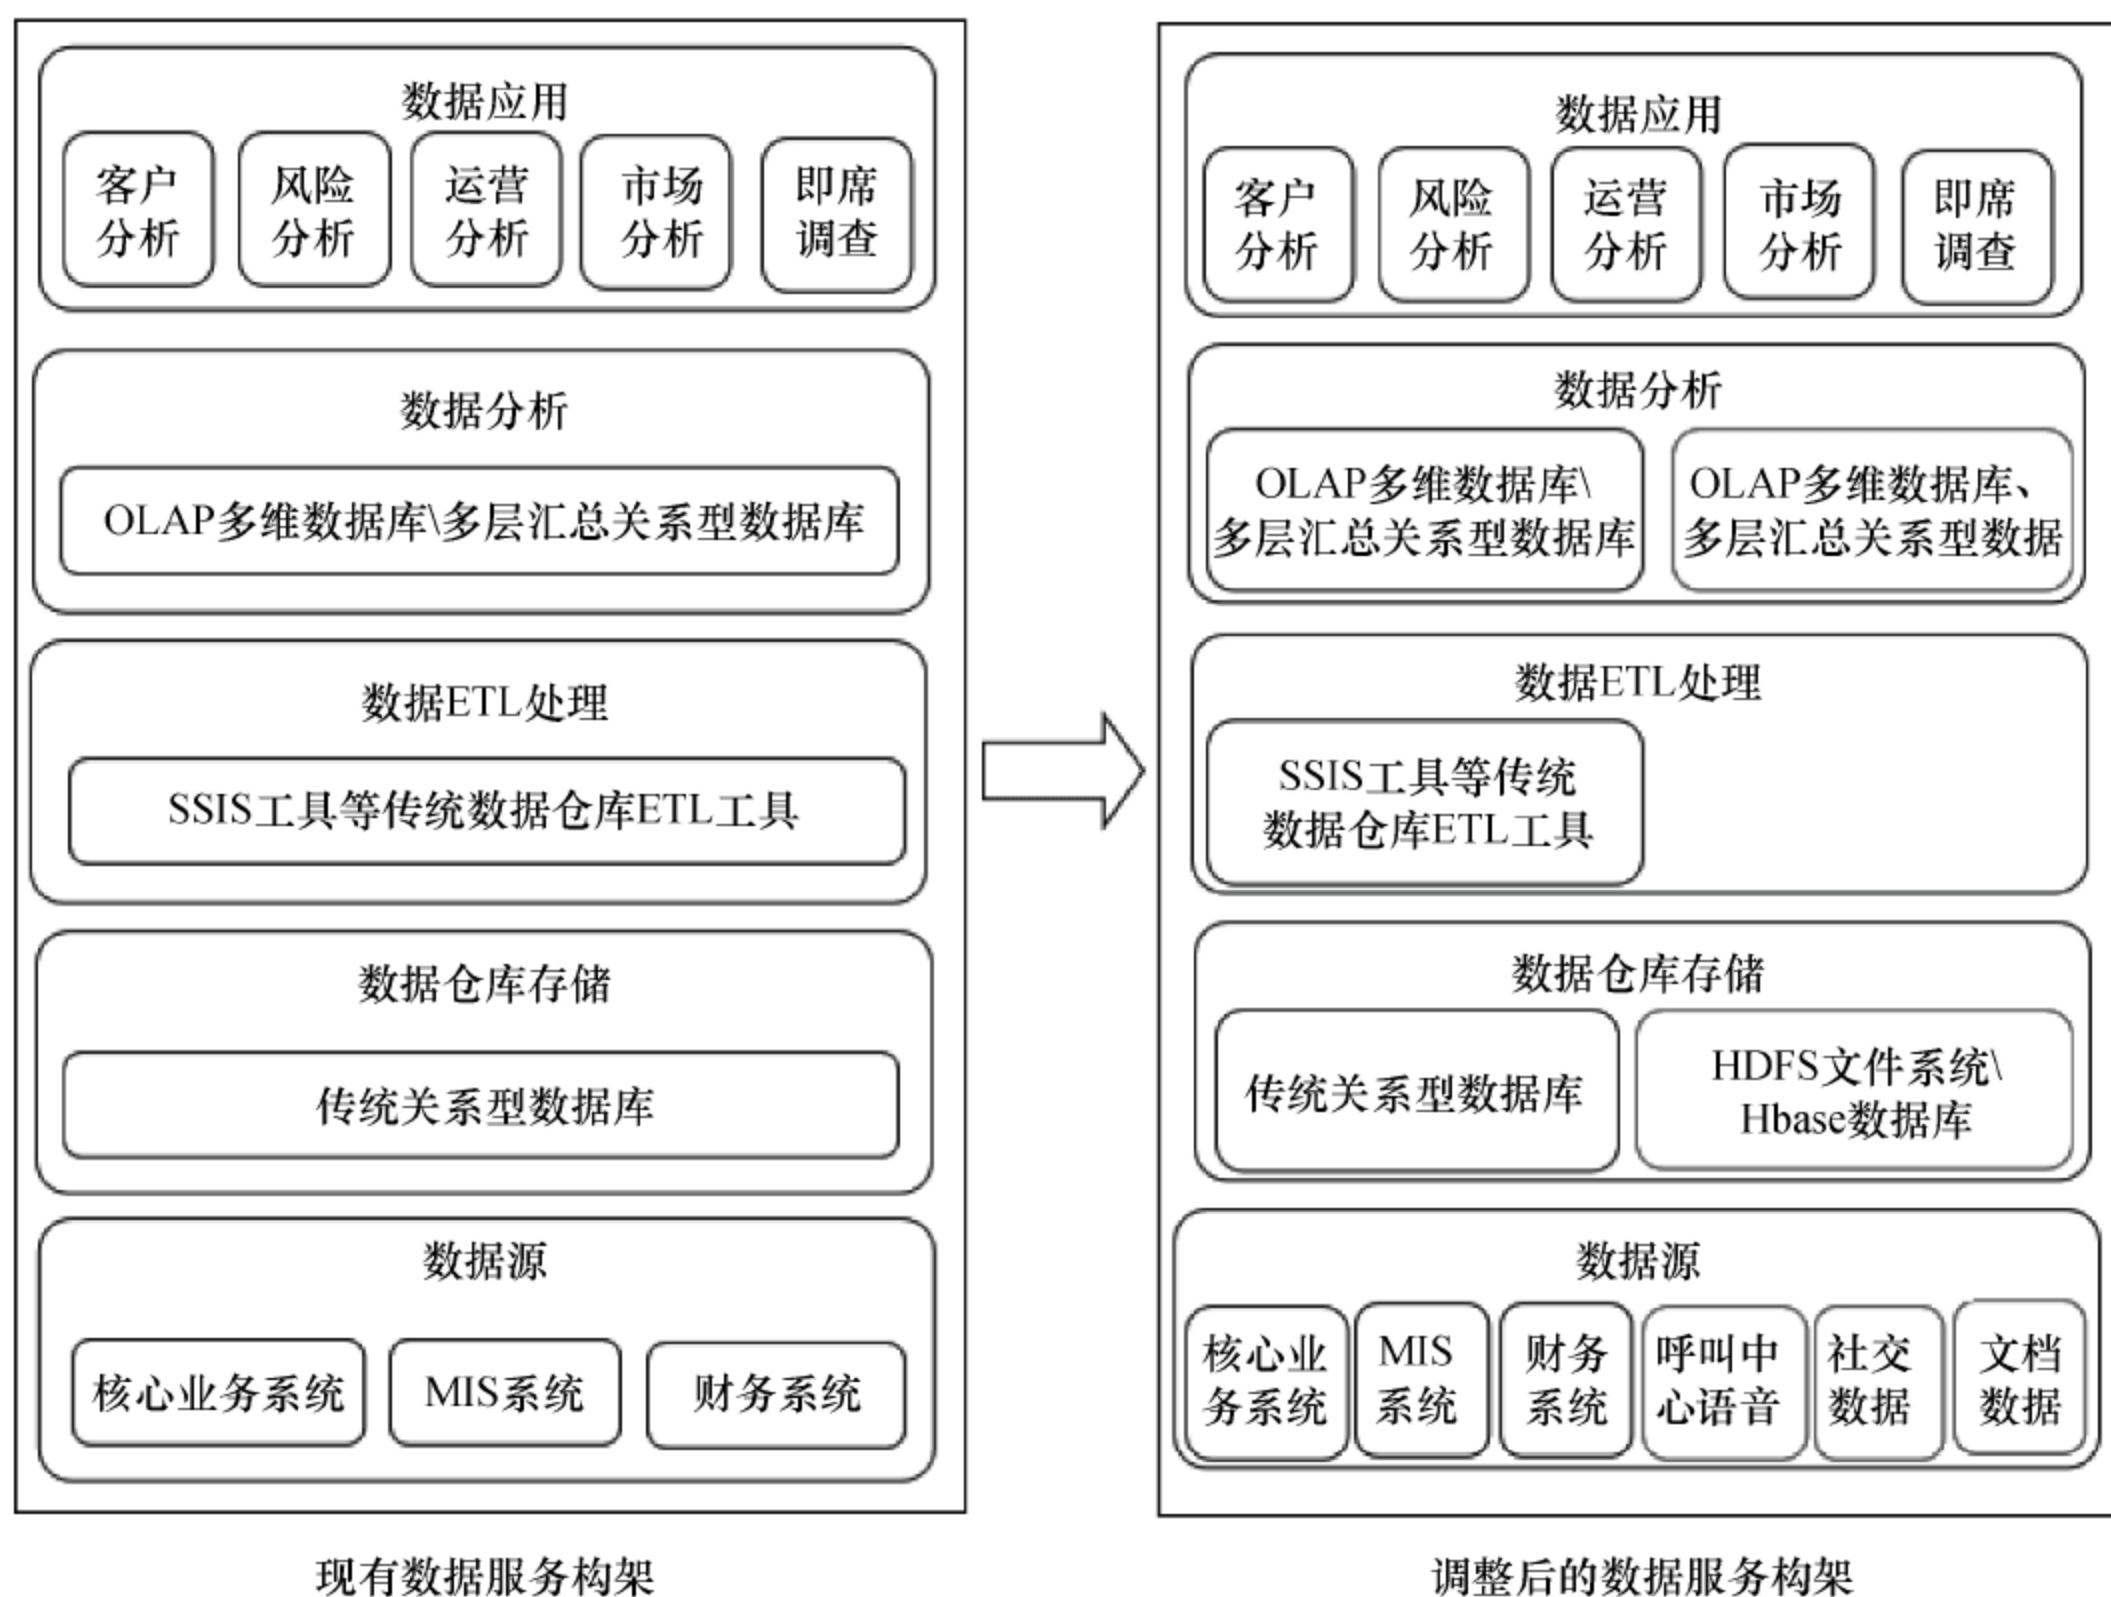 数据应用
客户
分析
风险
分析
运营
分析
市场
分析
即席
调查
数据分析
OLAP多维数据库\多层汇总关系型数据库
数据ETL处理
SSIS工具等传统数据仓库ETL工具
数据仓库存储
传统关系型数据库
数据源
核心业务系统
MIS系统
财务系统
现有数据服务构架
数据应用
客户
分析
风险
分析
运营
分析
市场
分析
即席
调查
数据分析
OLAP多维数据库\
多层汇总关系型数据库
OLAP多维数据库、
多层汇总关系型数据
数据ETL处理
SSIS工具等传统
数据仓库ETL工具
数据仓库存储
传统关系型数据库
HDFS文件系统\
Hbase数据库
数据源
核心业
务系统
MIS
系统
财务
系统
呼叫中
心语音
社交
数据
文档
数据
调整后的数据服务构架